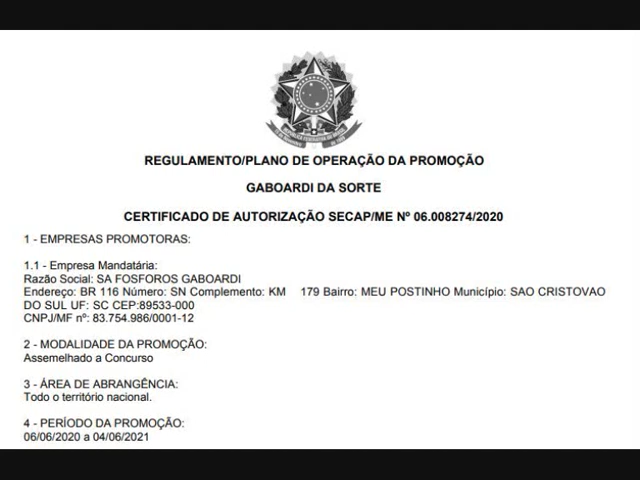 REGULAMENTO/PLANO DE OPERAÇÃO DA PROMOÇÃO
GABOARDI DA SORTE
CERTIFICADO DE AUTORIZAÇÃO SECAP/ME Nº 06.008274/2020
1 - EMPRESAS PROMOTORAS:
1.1 - Empresa Mandatária:
Razão Social: SA FOSFOROS GABOARDI
Endereço: BR 116 Número: SN Complemento: KM 179 Bairro: MEU POSTINHO Município: SAO CRISTOVAO
DO SUL UF: SC CEP:89533-000
CNPJ/MF nº: 83.754.986/0001-12
2 - MODALIDADE DA PROMOÇÃO:
Assemelhado a Concurso
3 - ÁREA DE ABRANGÊNCIA:
Todo o território nacional.
4 - PERÍODO DA PROMOÇÃO:
06/06/2020 a 04/06/2021